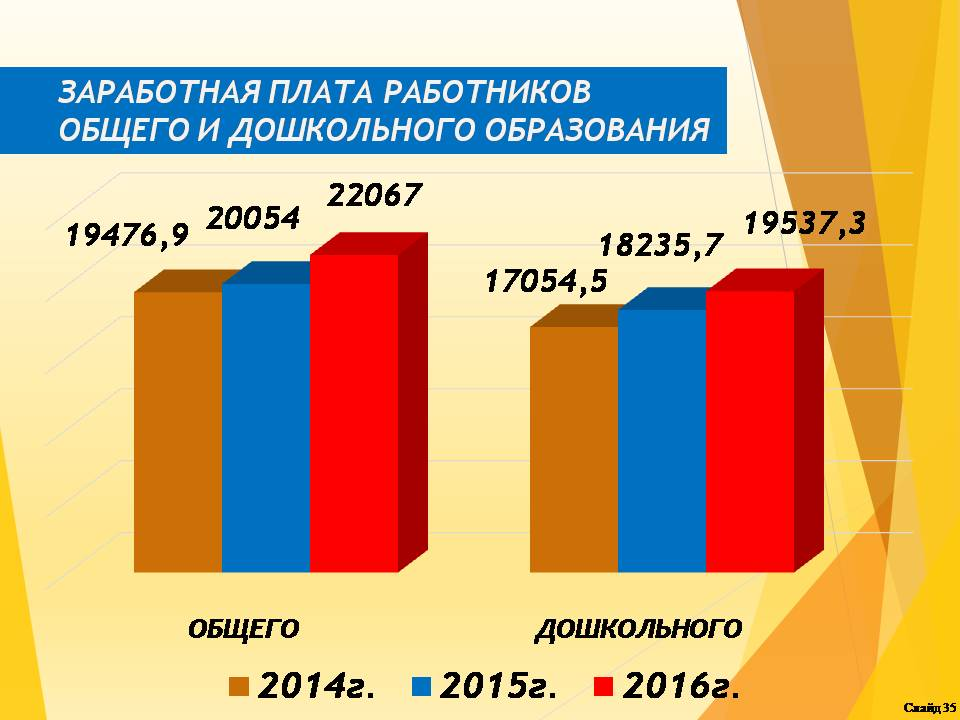 ЗАРАБОТНАЯ ПЛАТА РАБОТНИКОВ
ОБЩЕГО И ДОШКОЛЬНОГО ОБРАЗОВАНИЯ
19476,9
20054
22067
17054,5
18235,7
19537,3
ОБЩЕГО
ДОШКОЛЬНОГО
2014г. 2015г. 2016г.
Слайд 35